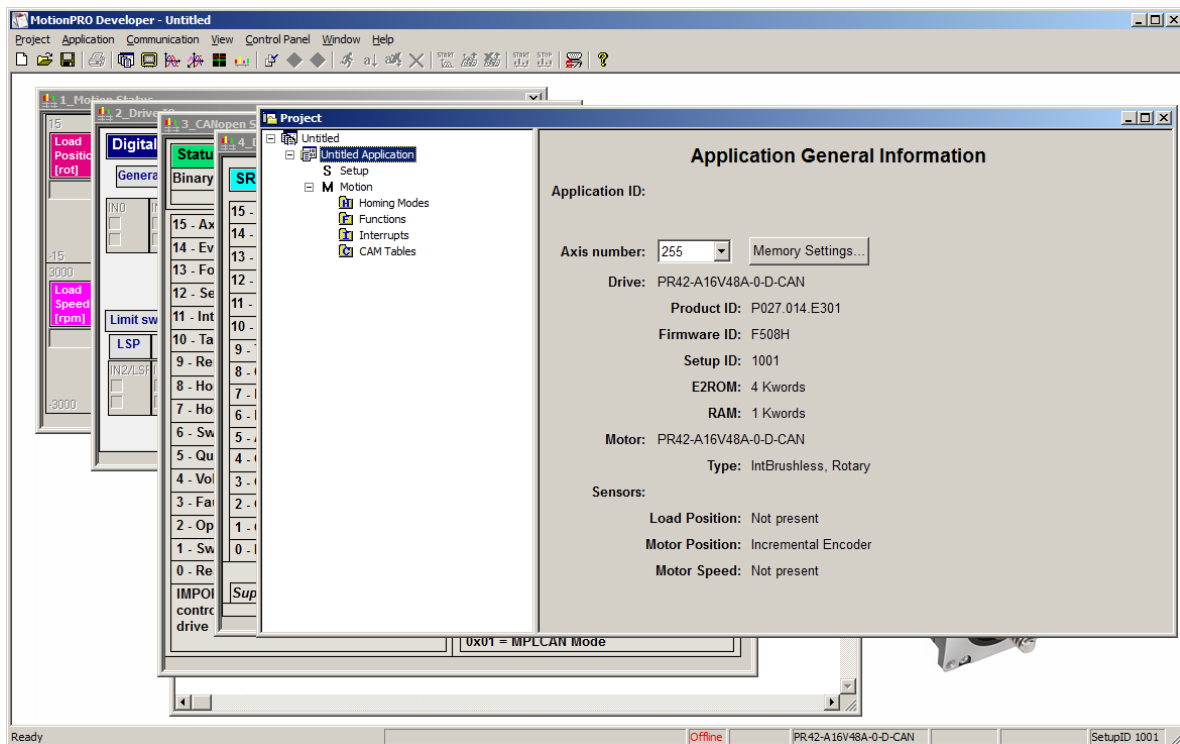 MotionPRO Developer - Untitled
Project Application Communication View Control Panel Window Help
1_Motion Status
2_Drive
3_CANopen S
15
Load
Position
[rot]
-15
3000
Load
Speed
[rpm]
-3000
Digital
Genera
IN0
Limit sw
LSP
IN2/LSP
Statu
Binary
15 - Ax
14 - Ev
13 - Fo
12 - Se
11 - Int
10 - Ta
9 - Re
8 - Ho
7 - Ho
6 - Sw
5 - Qu
4 - Vol
3 - Fau
2 - Op
1 - Sw
0 - Re
IMPO
contro
drive
0x01 = MPLCAN Mode
SR
15 -
14 -
13 -
12 -
11 -
10 -
9 -
8 -
7 -
6 -
5 -
4 -
3 -
2 -
1 -
0 -
Sup
Project
Untitled
Untitled Application
S Setup
M Motion
Homing Modes
Functions
Interrupts
CAM Tables
Application General Information
Application ID:
Axis number: 255 Memory Settings...
Drive: PR42-A16V48A-0-D-CAN
Product ID: P027.014.E301
Firmware ID: F508H
Setup ID: 1001
E2ROM: 4 Kwords
RAM: 1 Kwords
Motor: PR42-A16V48A-0-D-CAN
Type: IntBrushless, Rotary
Sensors:
Load Position: Not present
Motor Position: Incremental Encoder
Motor Speed: Not present
Ready
Offline
PR42-A16V48A-0-D-CAN
SetupID 1001